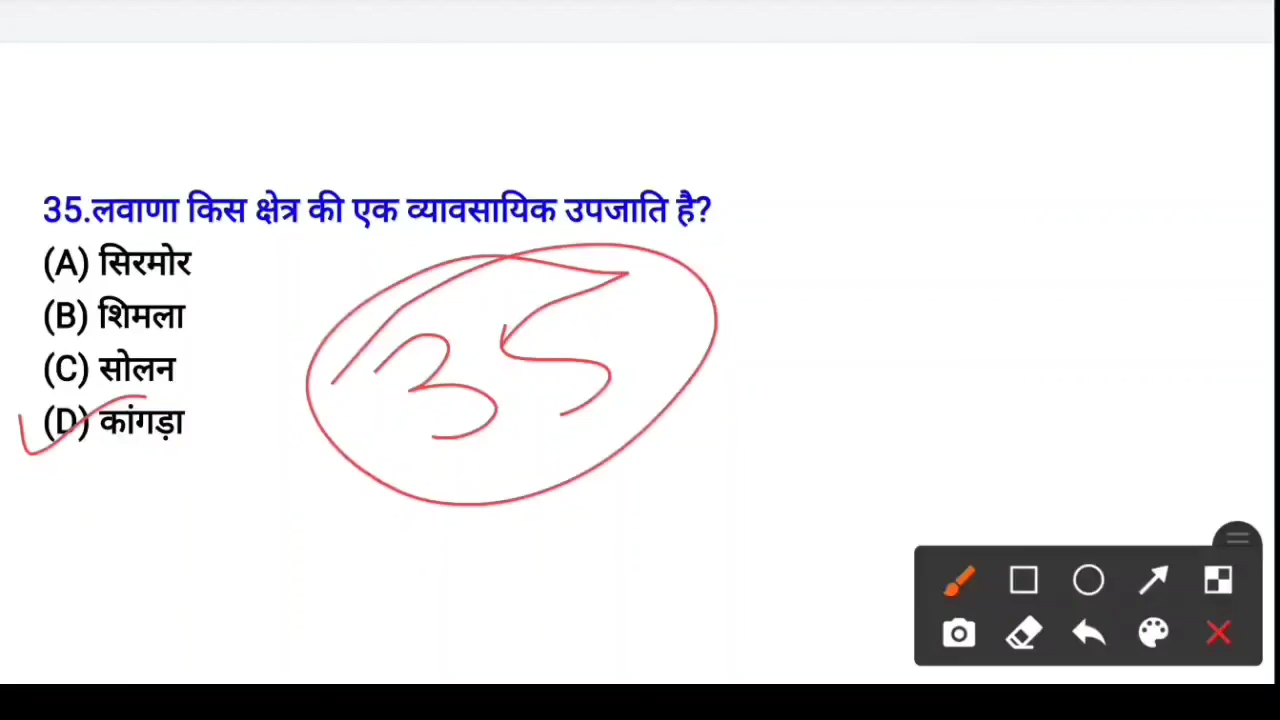 35.लवाणा किस क्षेत्र की एक व्यावसायिक उपजाति है?
(A) सिरमोर
(B) शिमला
(C) सोलन
(D) कांगड़ा
35